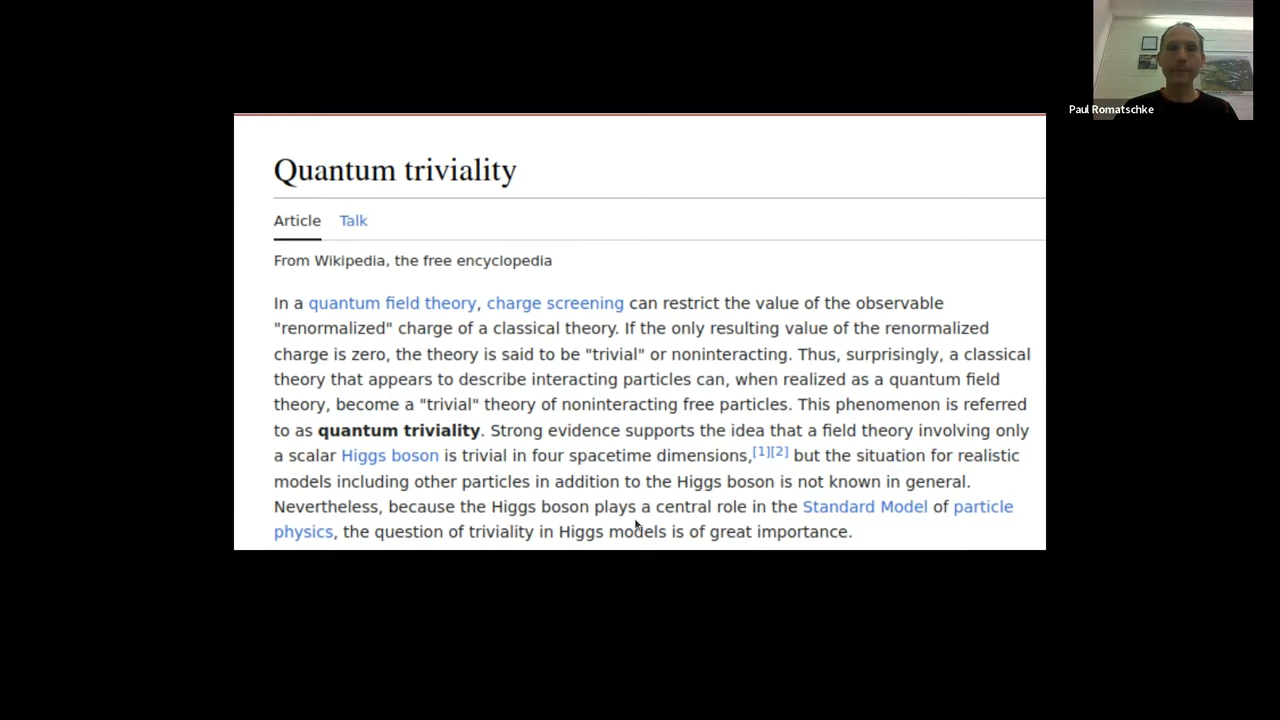 Paul Romatschke
Quantum triviality
Article Talk
From Wikipedia, the free encyclopedia
In a quantum field theory, charge screening can restrict the value of the observable
"renormalized" charge of a classical theory. If the only resulting value of the renormalized
charge is zero, the theory is said to be "trivial" or noninteracting. Thus, surprisingly, a classical
theory that appears to describe interacting particles can, when realized as a quantum field
theory, become a "trivial" theory of noninteracting free particles. This phenomenon is referred
to as quantum triviality. Strong evidence supports the idea that a field theory involving only
a scalar Higgs boson is trivial in four spacetime dimensions,[1][2] but the situation for realistic
models including other particles in addition to the Higgs boson is not known in general.
Nevertheless, because the Higgs boson plays a central role in the Standard Model of particle
physics, the question of triviality in Higgs models is of great importance.